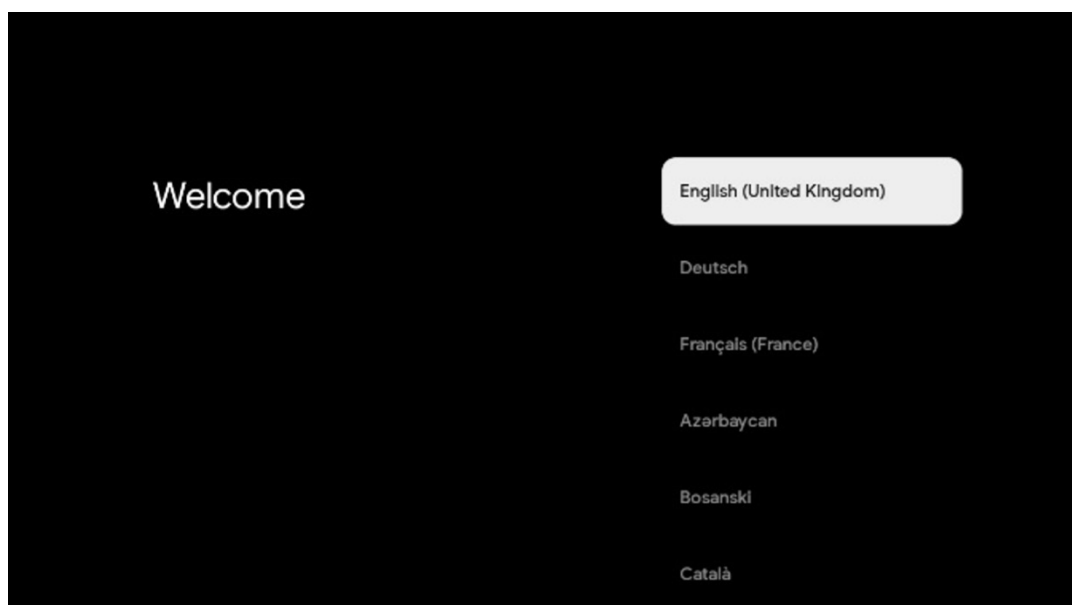 Welcome
English (United Kingdom)
Deutsch
Français (France)
Azərbaycan
Bosanski
Català